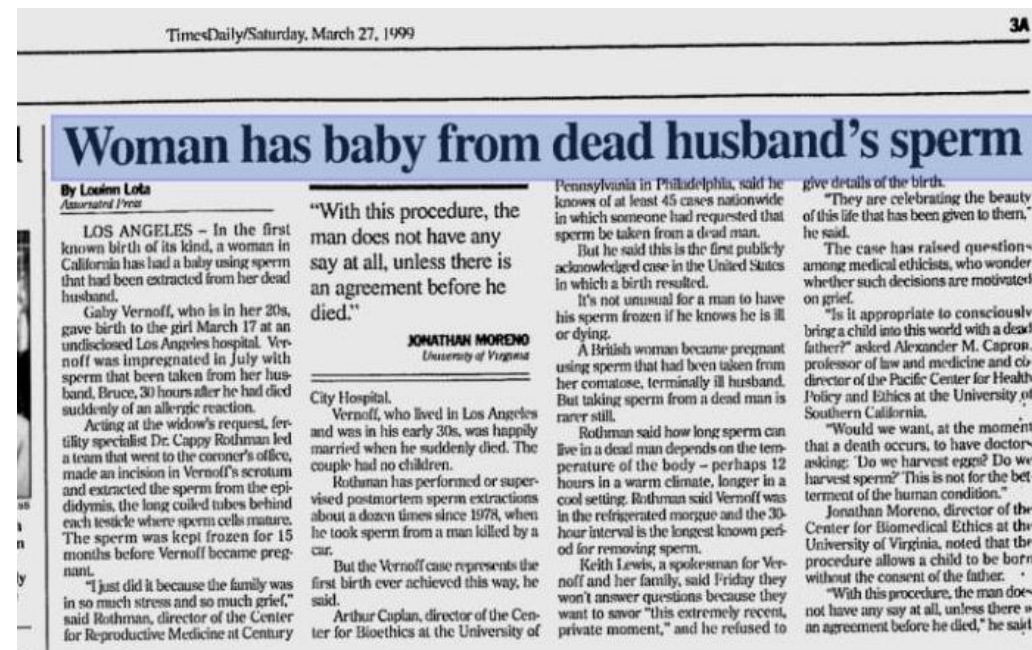 TimesDaily/Saturday, March 27, 1999
3A
Woman has baby from dead husband's sperm
By Louinn Lota
Associated Press
LOS ANGELES – In the first
known birth of its kind, a woman in
California has had a baby using sperm
that had been extracted from her dead
husband.
Gaby Vernoff, who is in her 20s,
gave birth to the girl March 17 at an
undisclosed Los Angeles hospital. Ver-
noff was impregnated in July with
sperm that been taken from her hus-
band, Bruce, 30 hours after he had died
suddenly of an allergic reaction.
Acting at the widow's request, fer-
tility specialist Dr. Cappy Rothman led
a team that went to the coroner's office,
made an incision in Vernoff's scrotum
and extracted the sperm from the epi-
didymis, the long coiled tubes behind
each testicle where sperm cells mature.
The sperm was kept frozen for 15
months before Vernoff became preg-
nant.
"I just did it because the family was
in so much stress and so much grief,"
said Rothman, director of the Center
for Reproductive Medicine at Century
"With this procedure, the
man does not have any
say at all, unless there is
an agreement before he
died."
JONATHAN MORENO
University of Virginia
City Hospital.
Vernoff, who lived in Los Angeles
and was in his early 30s, was happily
married when he suddenly died. The
couple had no children.
Rothman has performed or super-
vised postmortem sperm extractions
about a dozen times since 1978, when
he took sperm from a man killed by a
car.
But the Vernoff case represents the
first birth ever achieved this way, he
said.
Arthur Caplan, director of the Cen-
ter for Bioethics at the University of
Pennsylvania in Philadelphia, said he
knows of at least 45 cases nationwide
in which someone had requested that
sperm be taken from a dead man.
But he said this is the first publicly
acknowledged case in the United States
in which a birth resulted.
It's not unusual for a man to have
his sperm frozen if he knows he is ill
or dying.
A British woman became pregnant
using sperm that had been taken from
her comatose, terminally ill husband.
But taking sperm from a dead man is
rarer still.
Rothman said how long sperm can
live in a dead man depends on the tem-
perature of the body – perhaps 12
hours in a warm climate, longer in a
cool setting. Rothman said Vernoff was
in the refrigerated morgue and the 30-
hour interval is the longest known peri-
od for removing sperm.
Keith Lewis, a spokesman for Ver-
noff and her family, said Friday they
won't answer questions because they
want to savor "this extremely recent,
private moment," and he refused to
give details of the birth.
"They are celebrating the beauty
of this life that has been given to them,"
he said.
The case has raised questions
among medical ethicists, who wonder
whether such decisions are motivated
on grief.
"Is it appropriate to consciously
bring a child into this world with a dead
father?" asked Alexander M. Capron,
professor of law and medicine and co-
director of the Pacific Center for Health
Policy and Ethics at the University of
Southern California.
"Would we want, at the moment
that a death occurs, to have doctors
asking: 'Do we harvest eggs? Do we
harvest sperm?' This is not for the bet-
terment of the human condition."
Jonathan Moreno, director of the
Center for Biomedical Ethics at the
University of Virginia, noted that the
procedure allows a child to be born
without the consent of the father.
"With this procedure, the man does
not have any say at all, unless there is
an agreement before he died," he said